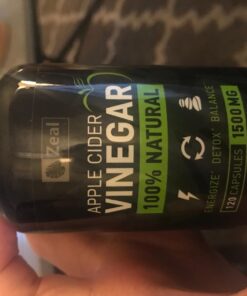 Zeal
APPLE CIDER
VINEGAR
100% NATURAL
ENERGIZE* DETOX* BALANCE
120 CAPSULES 1500 MG